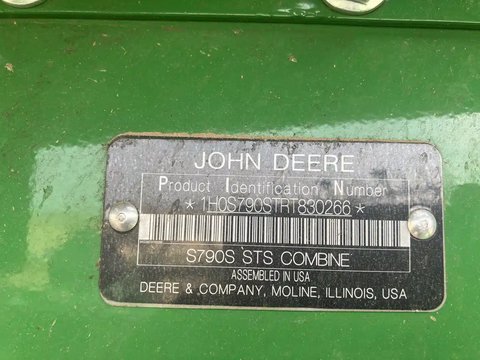 JOHN DEERE
Product Identification Number
*1H0S790STRT830266*
S790S STS COMBINE
ASSEMBLED IN USA
DEERE & COMPANY, MOLINE, ILLINOIS, USA